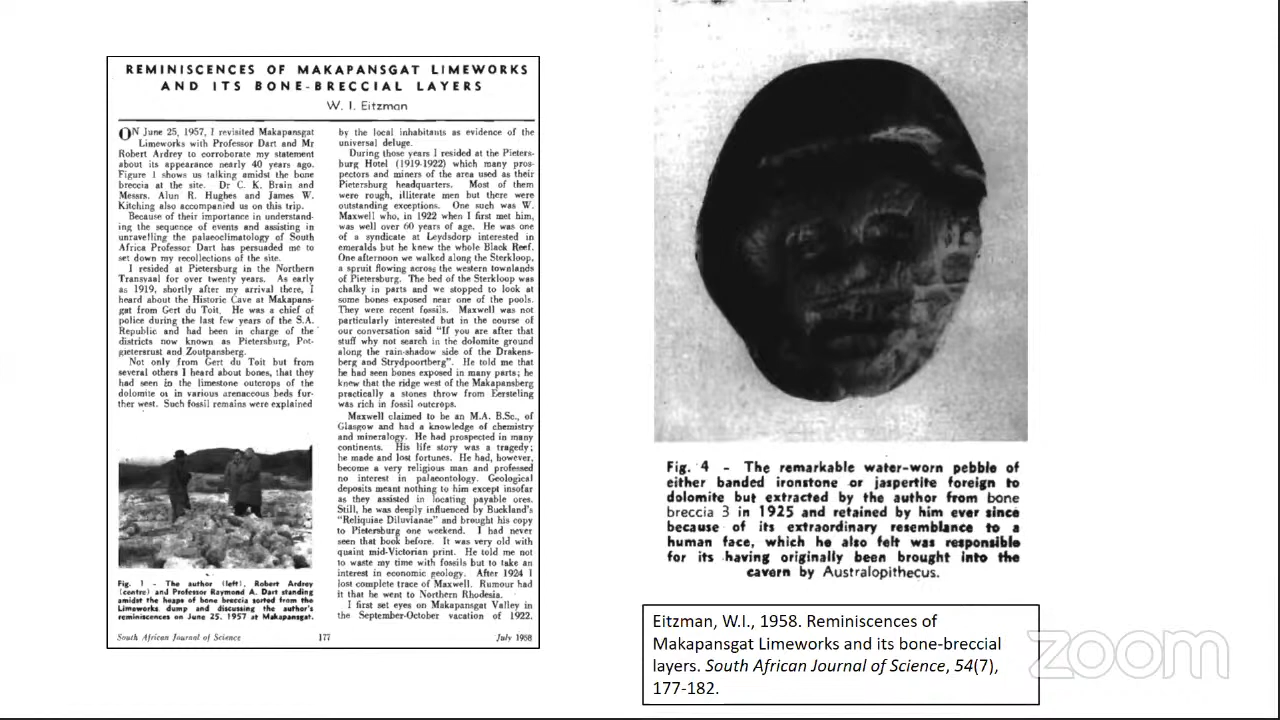 REMINISCENCES OF MAKAPANSGAT LIMEWORKS
AND ITS BONE-BRECCIAL LAYERS
W. I. Eitzman
ON June 25, 1957, I revisited Makapansgat
Limeworks with Professor Dart and Mr
Robert Ardrey to corroborate my statement
about its appearance nearly 40 years ago.
Figure 1 shows us talking amidst the bone
breccia at the site. Dr C. K. Brain and
Messrs. Alun R. Hughes and James W.
Kitching also accompanied us on this trip.
Because of their importance in understand-
ing the sequence of events and assisting in
unravelling the palaeoclimatology of South
Africa Professor Dart has persuaded me to
set down my recollections of the site.
I resided at Pietersburg in the Northern
Transvaal for over twenty years. As early
as 1919, shortly after my arrival there, I
heard about the Historic Cave at Makapans-
gat from Gert du Toit. He was a chief of
police during the last few years of the S.A.
Republic and had been in charge of the
districts now known as Pietersburg, Pot-
gietersrust and Zoutpansberg.
Not only from Gert du Toit but from
several others I heard about bones, that they
had seen in the limestone outcrops of the
dolomite or in various arenaceous beds fur-
ther west. Such fossil remains were explained
Fig. 1 - The author (left), Robert Ardrey
(centre) and Professor Raymond A. Dart standing
amidst the heaps of bone breccia sorted from the
Limeworks dump and discussing the author's
reminiscences on June 25, 1957 at Makapansgat.
by the local inhabitants as evidence of the
universal deluge.
During those years I resided at the Pieters-
burg Hotel (1919-1922) which many pros-
pectors and miners of the area used as their
Pietersburg headquarters. Most of them
were rough, illiterate men but there were
outstanding exceptions. One such was W.
Maxwell who, in 1922 when I first met him,
was well over 60 years of age. He was one
of a syndicate at Leydsdorp interested in
emeralds but he knew the whole Black Reef.
One afternoon we walked along the Sterkloop,
a spruit flowing across the western townlands
of Pietersburg. The bed of the Sterkloop was
chalky in parts and we stopped to look at
some bones exposed near one of the pools.
They were recent fossils. Maxwell was not
particularly interested but in the course of
our conversation said "If you are after that
stuff why not search in the dolomite ground
along the rain-shadow side of the Drakens-
berg and Strydpoortberg". He told me that
he had seen bones exposed in many parts; he
knew that the ridge west of the Makapansberg
practically a stones throw from Eersteling
was rich in fossil outcrops.
Maxwell claimed to be an M.A. B.Sc., of
Glasgow and had a knowledge of chemistry
and mineralogy. He had prospected in many
continents. His life story was a tragedy;
he made and lost fortunes. He had, however,
become a very religious man and professed
no interest in palaeontology. Geological
deposits meant nothing to him except insofar
as they assisted in locating payable ores.
Still, he was deeply influenced by Buckland's
"Reliquiae Diluvianae" and brought his copy
to Pietersburg one weekend. I had never
seen that book before. It was very old with
quaint mid-Victorian print. He told me not
to waste my time with fossils but to take an
interest in economic geology. After 1924 I
lost complete trace of Maxwell. Rumour had
it that he went to Northern Rhodesia.
I first set eyes on Makapansgat Valley in
the September-October vacation of 1922.
South African Journal of Science 177 July 1958
Fig. 4 - The remarkable water-worn pebble of
either banded ironstone or jaspertite foreign to
dolomite but extracted by the author from bone
breccia 3 in 1925 and retained by him ever since
because of its extraordinary resemblance to a
human face, which he also felt was responsible
for its having originally been brought into the
cavern by Australopithecus.
Eitzman, W.I., 1958. Reminiscences of
Makapansgat Limeworks and its bone-breccial
layers. South African Journal of Science, 54(7),
177-182.
zoom